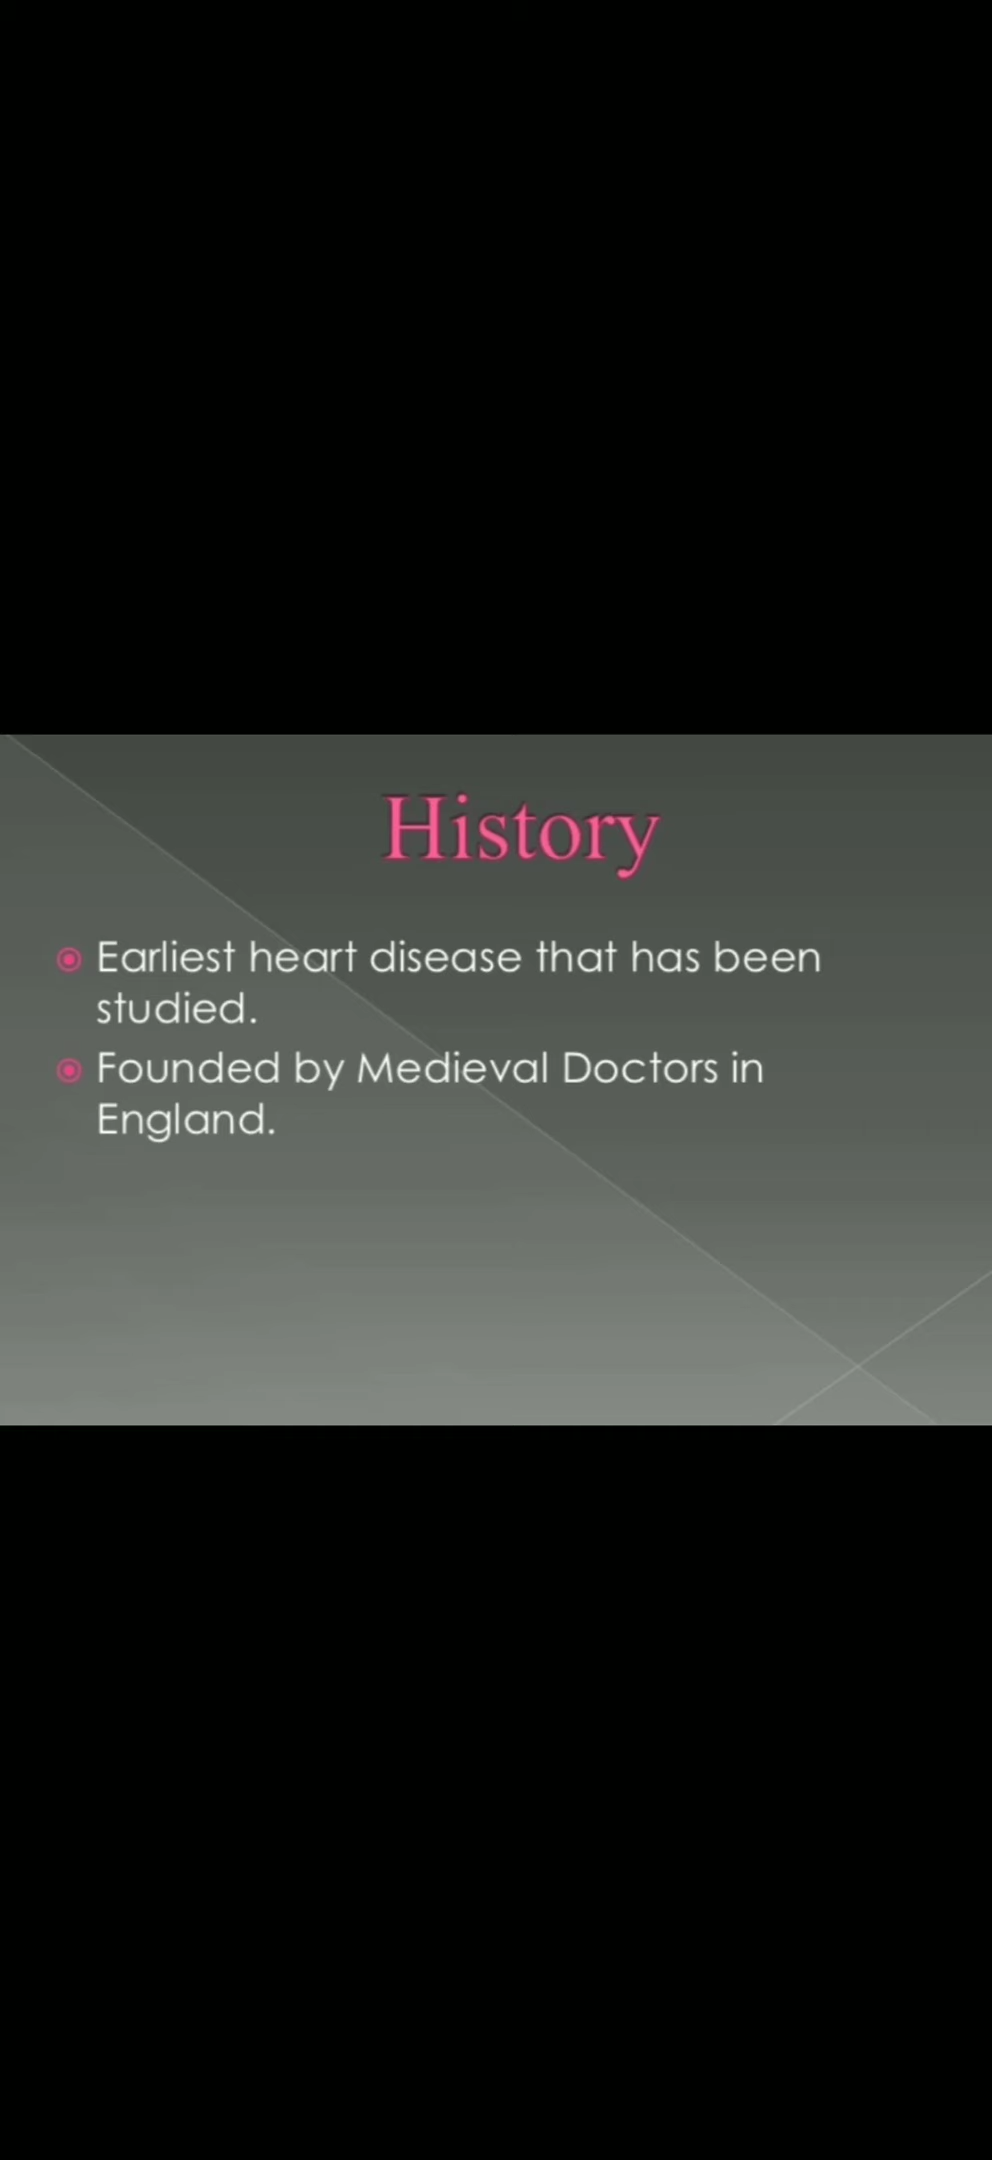 History
Earliest heart disease that has been
studied.
Founded by Medieval Doctors in
England.